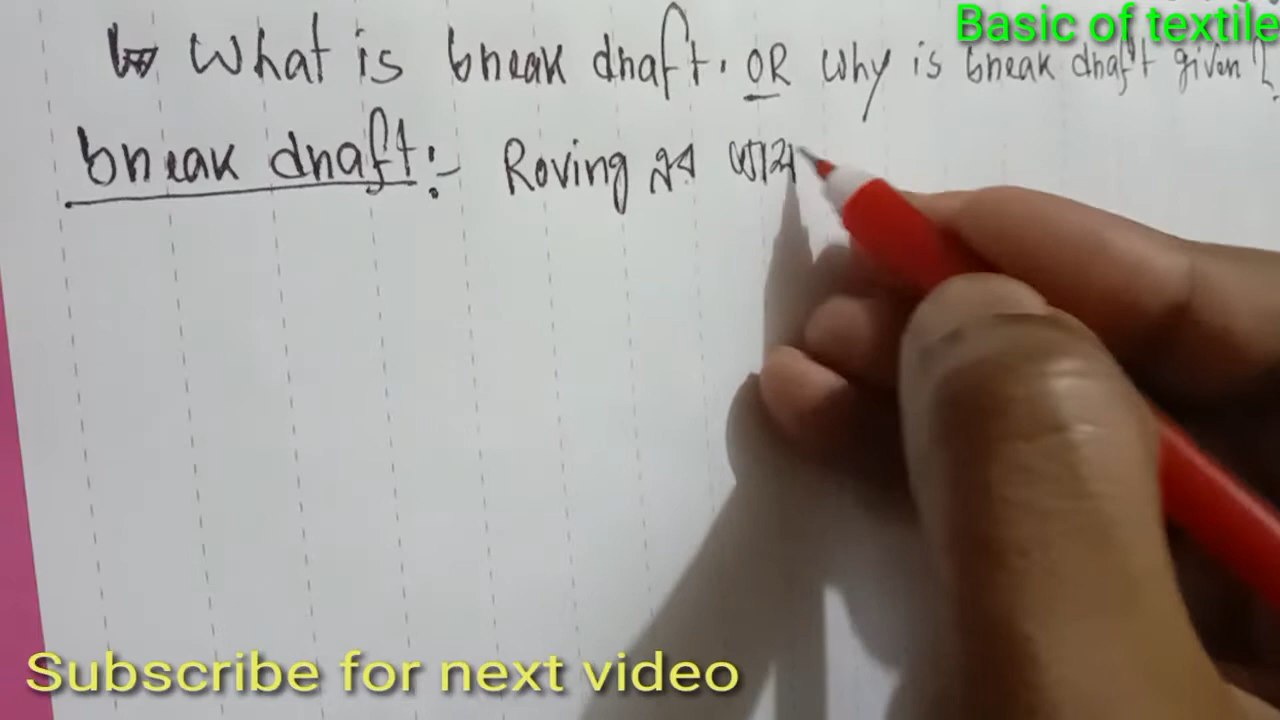 Basic of textile
What is break draft. OR why is break draft given?
break draft:- Roving এর
Subscribe for next video